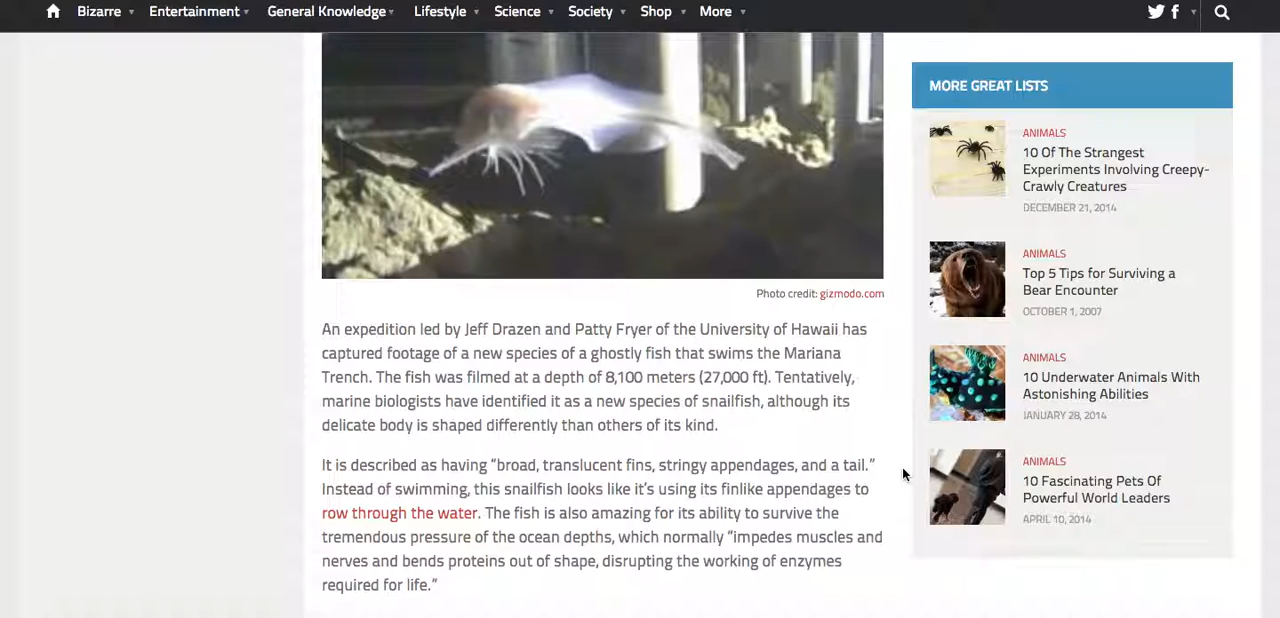 Bizarre Entertainment General Knowledge Lifestyle Science Society Shop More
Photo credit: gizmodo.com
An expedition led by Jeff Drazen and Patty Fryer of the University of Hawaii has
captured footage of a new species of a ghostly fish that swims the Mariana
Trench. The fish was filmed at a depth of 8,100 meters (27,000 ft). Tentatively,
marine biologists have identified it as a new species of snailfish, although its
delicate body is shaped differently than others of its kind.
It is described as having “broad, translucent fins, stringy appendages, and a tail.”
Instead of swimming, this snailfish looks like it’s using its finlike appendages to
row through the water. The fish is also amazing for its ability to survive the
tremendous pressure of the ocean depths, which normally “impedes muscles and
nerves and bends proteins out of shape, disrupting the working of enzymes
required for life.”
MORE GREAT LISTS
ANIMALS
10 Of The Strangest
Experiments Involving Creepy-
Crawly Creatures
DECEMBER 21, 2014
ANIMALS
Top 5 Tips for Surviving a
Bear Encounter
OCTOBER 1, 2007
ANIMALS
10 Underwater Animals With
Astonishing Abilities
JANUARY 28, 2014
ANIMALS
10 Fascinating Pets Of
Powerful World Leaders
APRIL 10, 2014